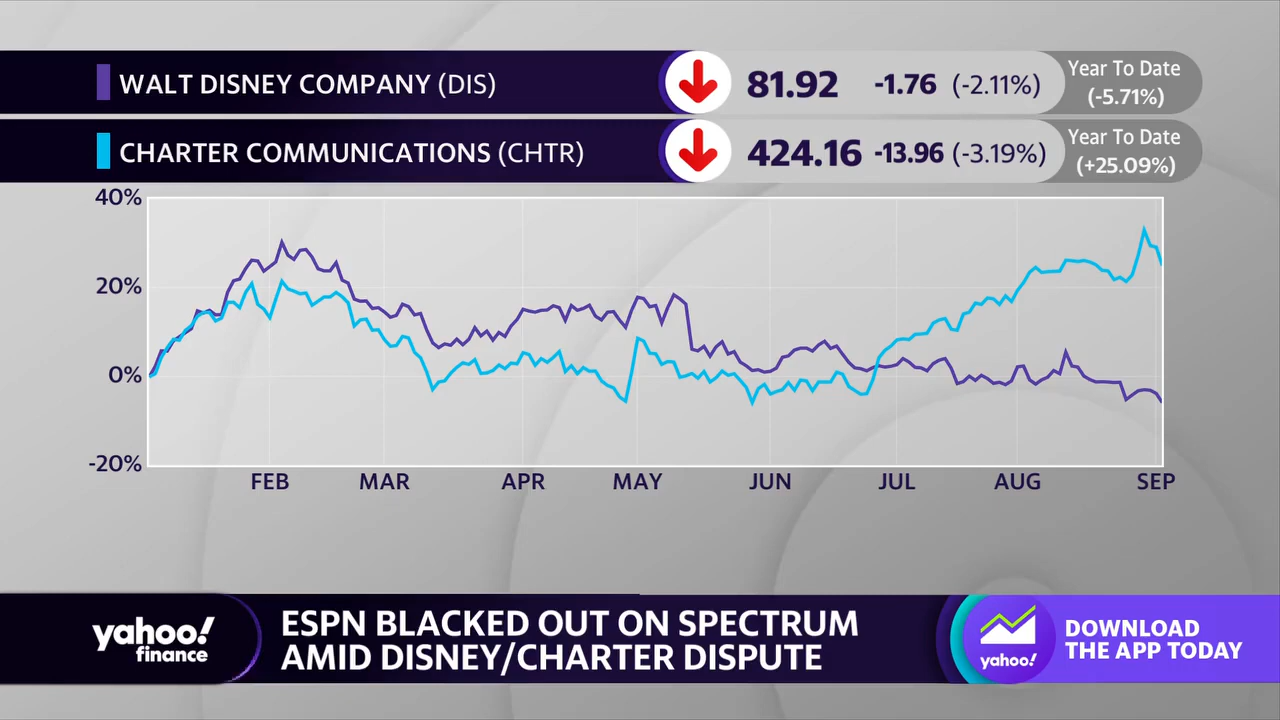 WALT DISNEY COMPANY (DIS) 81.92 -1.76 (-2.11%) Year To Date (-5.71%)
CHARTER COMMUNICATIONS (CHTR) 424.16 -13.96 (-3.19%) Year To Date (+25.09%)
40%
20%
0%
-20%
FEB MAR APR MAY JUN JUL AUG SEP
yahoo!
finance
ESPN BLACKED OUT ON SPECTRUM
AMID DISNEY/CHARTER DISPUTE
yahoo!
DOWNLOAD
THE APP TODAY